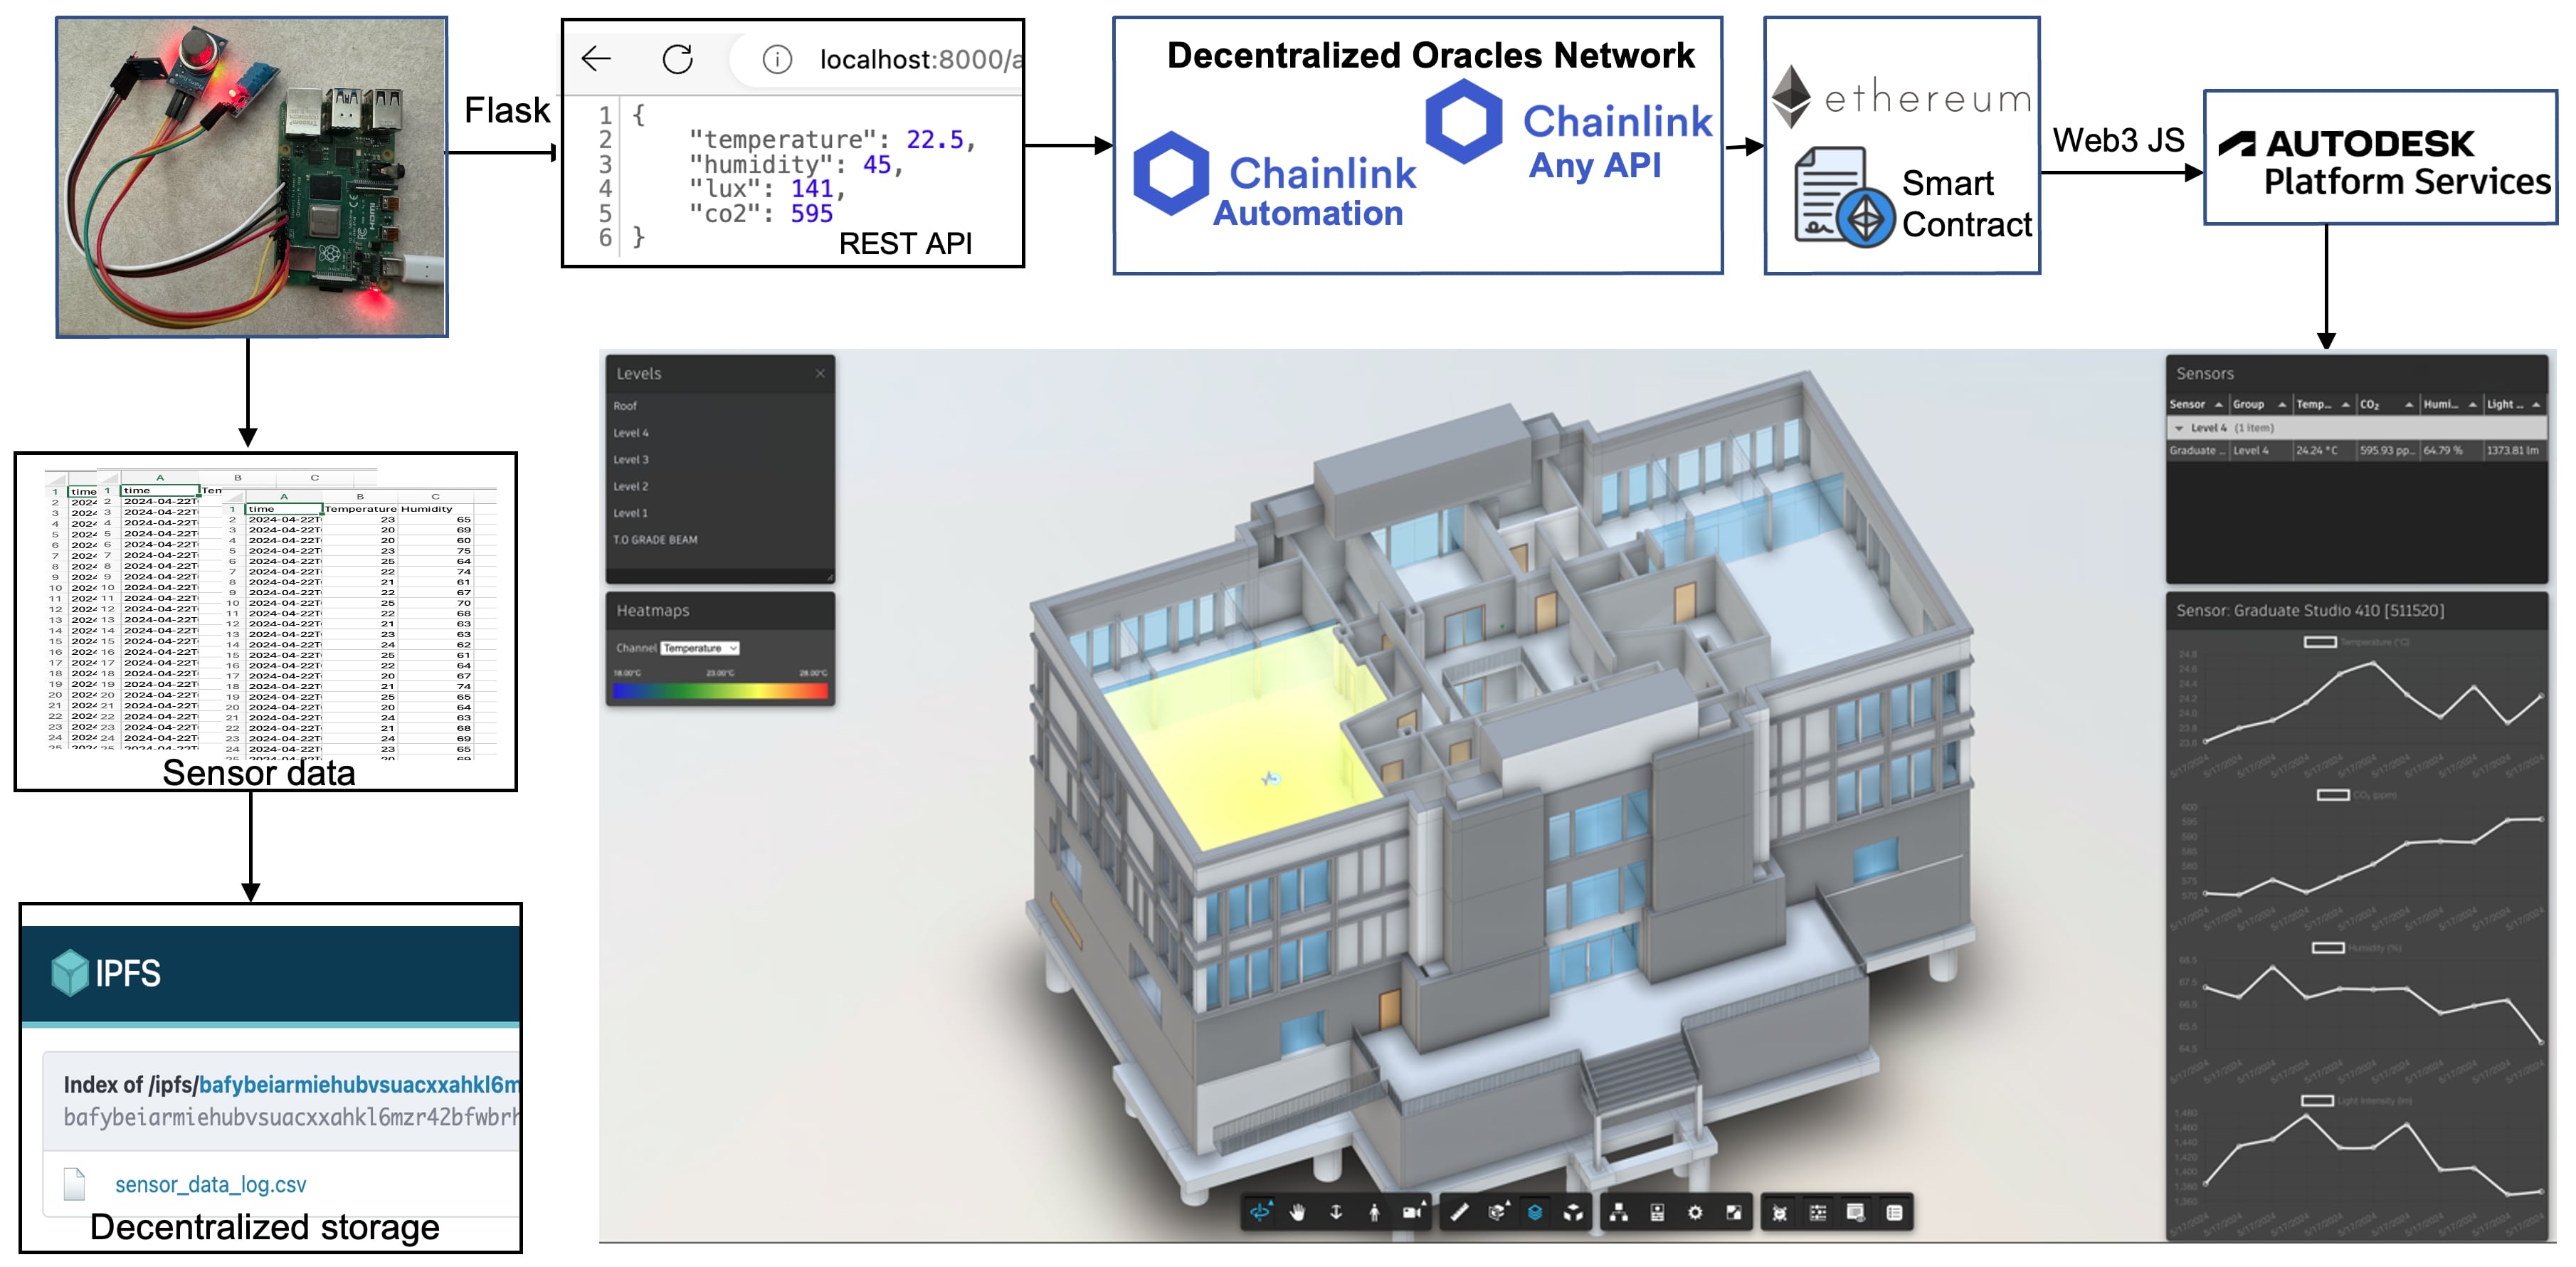 Flask
localhost:8000/a
1 {
2 "temperature": 22.5,
3 "humidity": 45,
4 "lux": 141,
5 "co2": 595
6 }
REST API
Decentralized Oracles Network
Chainlink
Any API
Chainlink
Automation
ethereum
Smart
Contract
Web3 JS
AUTODESK
Platform Services
A B C
1 time Temperature Humidity
2 2024-04-22T 23 65
3 2024-04-22T 20 69
4 2024-04-22T 20 60
5 2024-04-22T 23 75
6 2024-04-22T 25 64
7 2024-04-22T 22 74
8 2024-04-22T 21 61
9 2024-04-22T 22 67
10 2024-04-22T 25 70
11 2024-04-22T 22 68
12 2024-04-22T 21 63
13 2024-04-22T 23 63
14 2024-04-22T 24 62
15 2024-04-22T 25 61
16 2024-04-22T 22 64
17 2024-04-22T 20 67
18 2024-04-22T 21 74
19 2024-04-22T 25 65
20 2024-04-22T 20 64
21 2024-04-22T 24 63
22 2024-04-22T 21 68
23 2024-04-22T 24 69
24 2024-04-22T 23 65
Sensor data
IPFS
Index of /ipfs/bafybeiarmiehubvsuacxxahkl6m
bafybeiarmiehubvsuacxxahkl6mzr42bfwbrh
sensor_data_log.csv
Decentralized storage
Levels
Roof
Level 4
Level 3
Level 2
Level 1
T.O GRADE BEAM
Heatmaps
Channel Temperature
18.00°C 23.00°C 28.00°C
Sensors
Sensor Group Temp... CO₂ Humi... Light ...
Level 4 (1 item)
Graduate ... Level 4 24.24 °C 595.93 pp... 64.79 % 1373.81 lm
Sensor: Graduate Studio 410 [511520]
Temperature (°C)
CO₂ (ppm)
Humidity (%)
Light Intensity (lm)